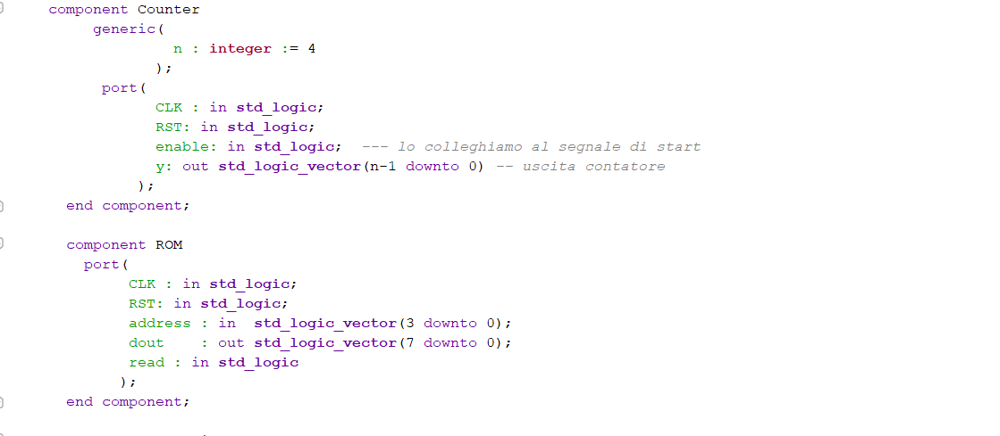 component Counter
generic(
n : integer := 4
);
port(
CLK : in std_logic;
RST: in std_logic;
enable: in std_logic;  --- lo colleghiamo al segnale di start
y: out std_logic_vector(n-1 downto 0) -- uscita contatore
);
end component;
component ROM
port(
CLK : in std_logic;
RST: in std_logic;
address : in  std_logic_vector(3 downto 0);
dout    : out std_logic_vector(7 downto 0);
read : in std_logic
);
end component;